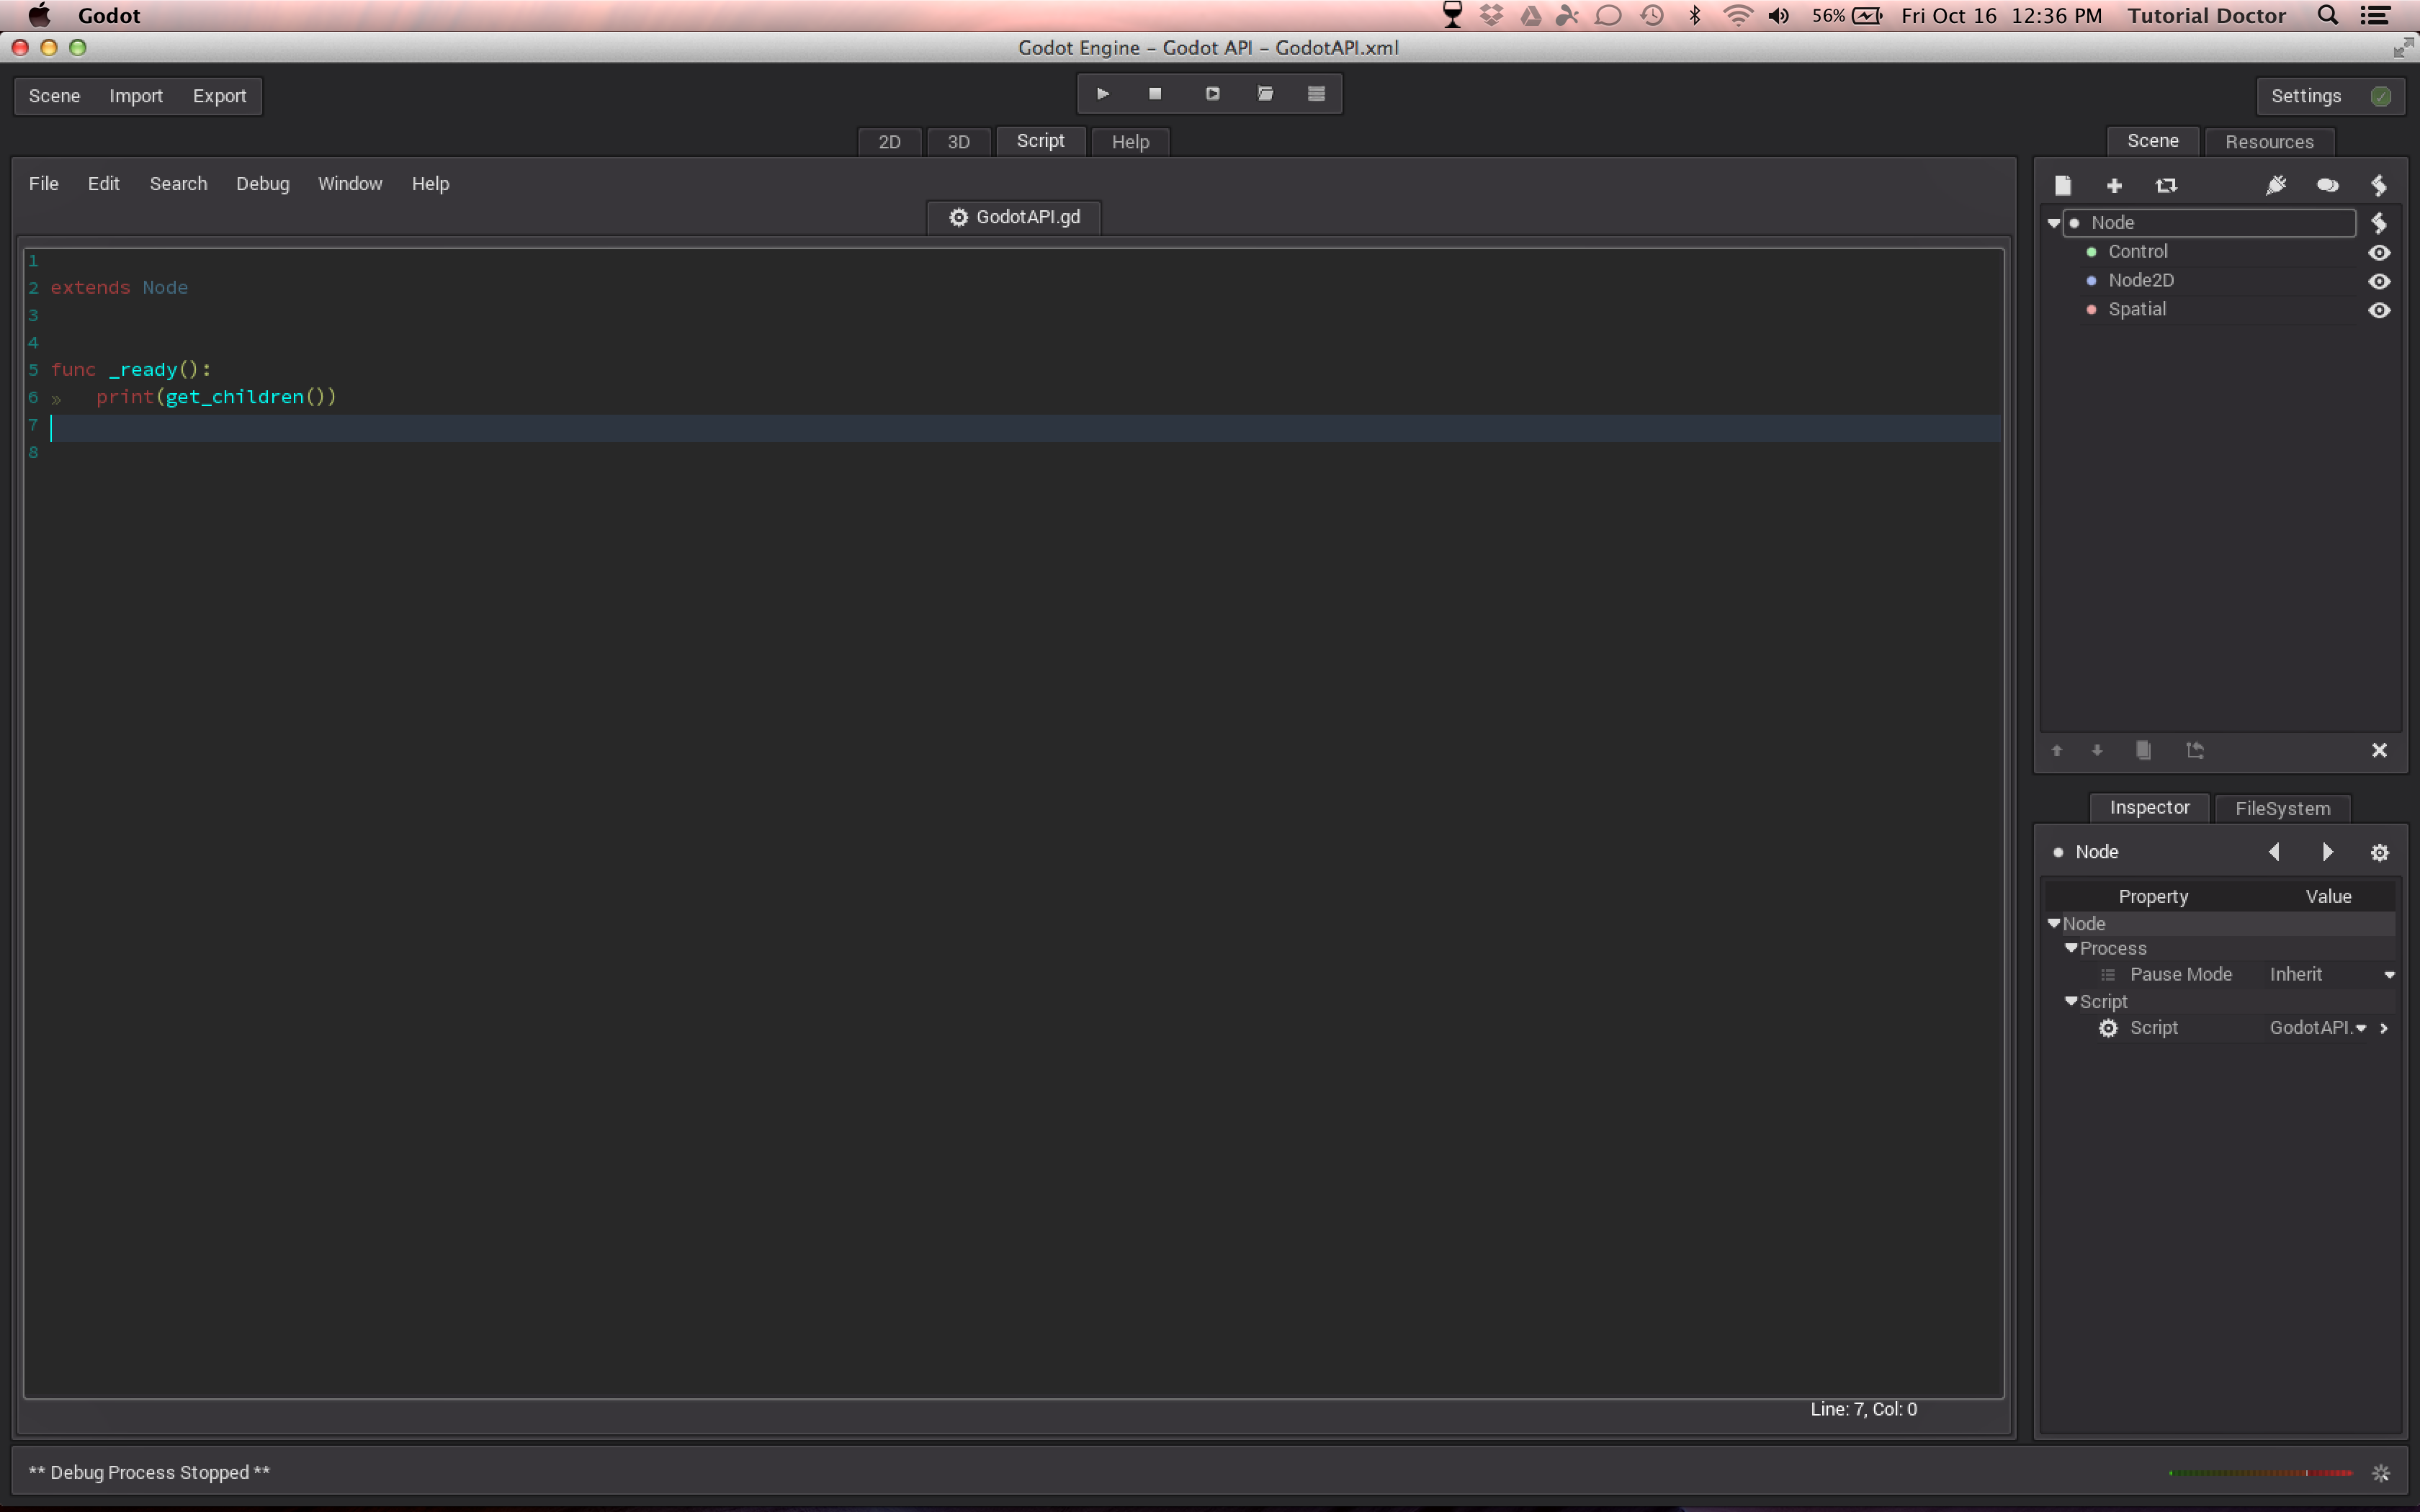 Godot
56%
Fri Oct 16 12:36 PM
Tutorial Doctor
Godot Engine – Godot API – GodotAPI.xml
Scene Import Export
Settings
2D 3D Script Help
Scene Resources
File Edit Search Debug Window Help
GodotAPI.gd
1
2 extends Node
3
4
5 func _ready():
6 » print(get_children())
7
8
Line: 7, Col: 0
Node
Control
Node2D
Spatial
Inspector FileSystem
Node
Property Value
Node
Process
Pause Mode Inherit
Script
Script GodotAPI.
** Debug Process Stopped **